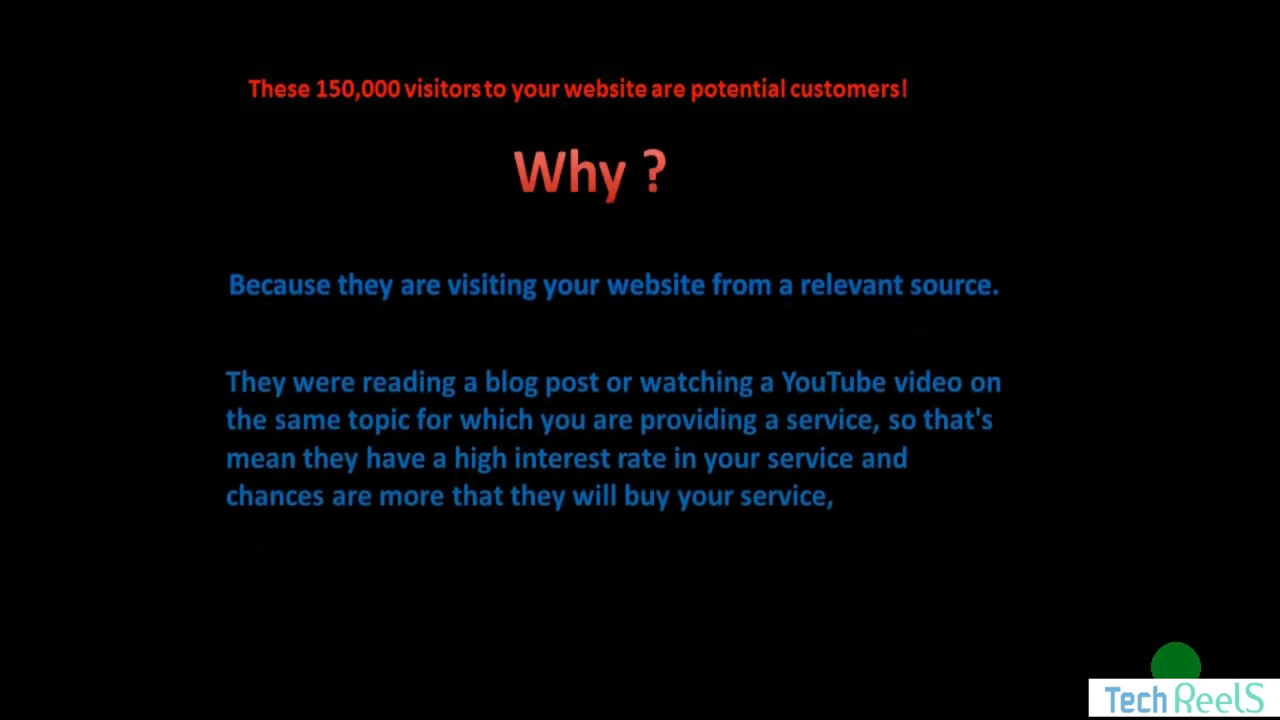 These 150,000 visitors to your website are potential customers!
Why ?
Because they are visiting your website from a relevant source.
They were reading a blog post or watching a YouTube video on
the same topic for which you are providing a service, so that's
mean they have a high interest rate in your service and
chances are more that they will buy your service,
Tech ReelS